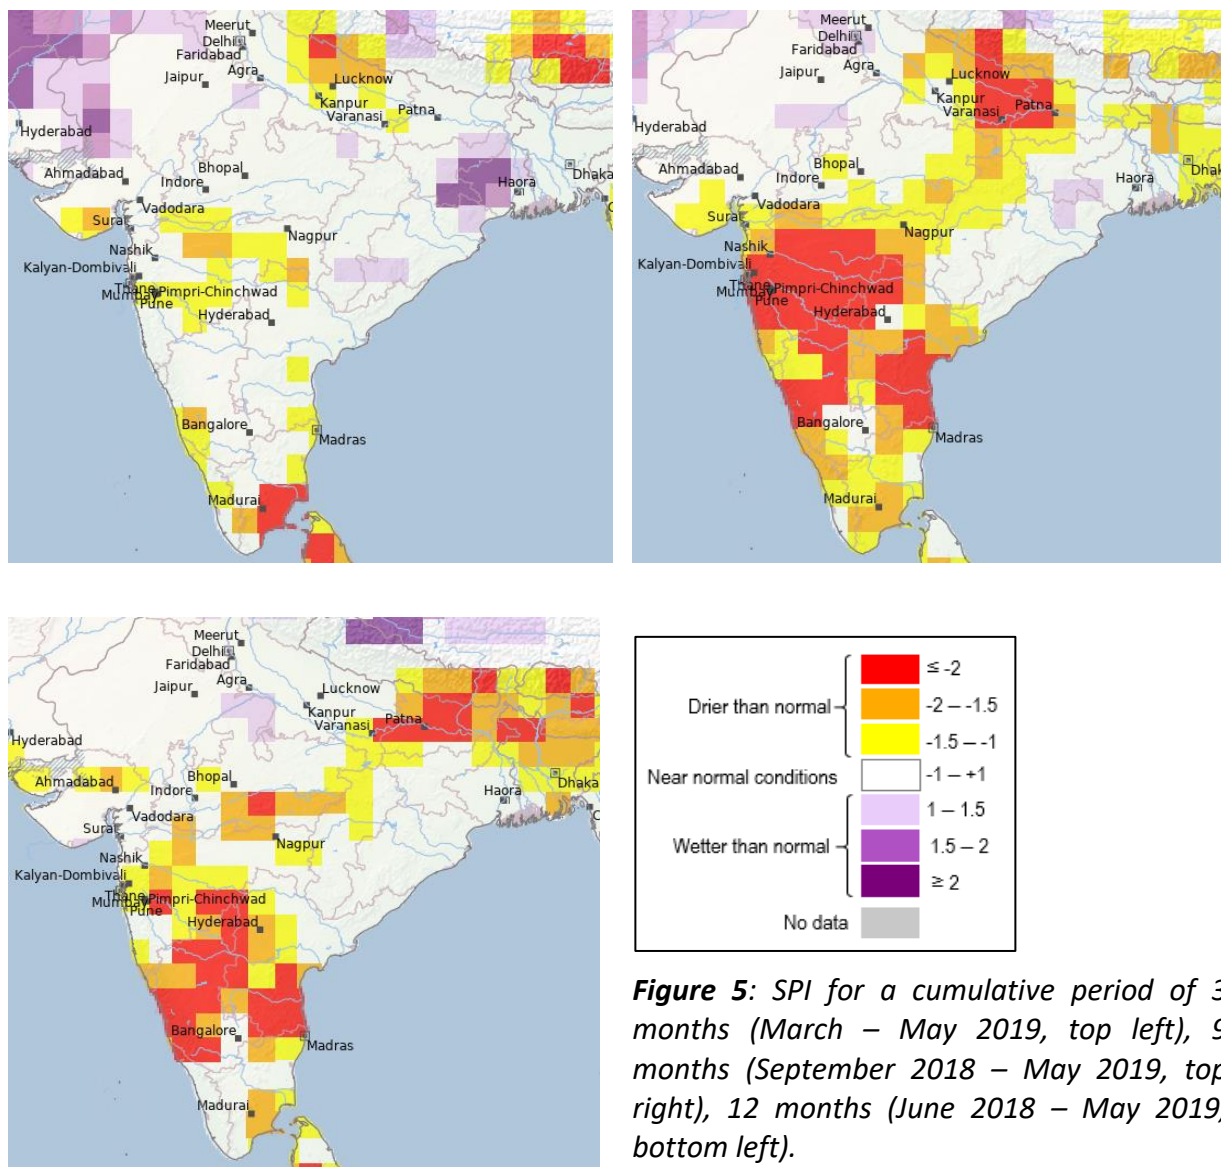 Meerut
Delhi
Faridabad
Jaipur
Agra
Lucknow
Kanpur
Varanasi
Patna
Hyderabad
Bhopal
Ahmadabad
Indore
Haora
Dhaka
Vadodara
Surat
Nagpur
Nashik
Kalyan-Dombivali
Thane
Mumbay
Pimpri-Chinchwad
Pune
Hyderabad
Bangalore
Madras
Madurai
Meerut
Delhi
Faridabad
Jaipur
Agra
Lucknow
Kanpur
Varanasi
Patna
Hyderabad
Bhopal
Ahmadabad
Indore
Haora
Dhak
Vadodara
Surat
Nagpur
Nashik
Kalyan-Dombivali
Thane
Mumbay
Pimpri-Chinchwad
Pune
Hyderabad
Bangalore
Madras
Madurai
Meerut
Delhi
Faridabad
Jaipur
Agra
Lucknow
Kanpur
Varanasi
Patna
Hyderabad
Bhopal
Ahmadabad
Indore
Haora
Dhaka
Vadodara
Surat
Nagpur
Nashik
Kalyan-Dombivali
Thane
Mumbay
Pimpri-Chinchwad
Pune
Hyderabad
Bangalore
Madras
Madurai
≤ -2
Drier than normal
-2 – -1.5
-1.5 – -1
Near normal conditions
-1 – +1
1 – 1.5
Wetter than normal
1.5 – 2
≥ 2
No data
Figure 5: SPI for a cumulative period of 3
months (March – May 2019, top left), 9
months (September 2018 – May 2019, top
right), 12 months (June 2018 – May 2019,
bottom left).